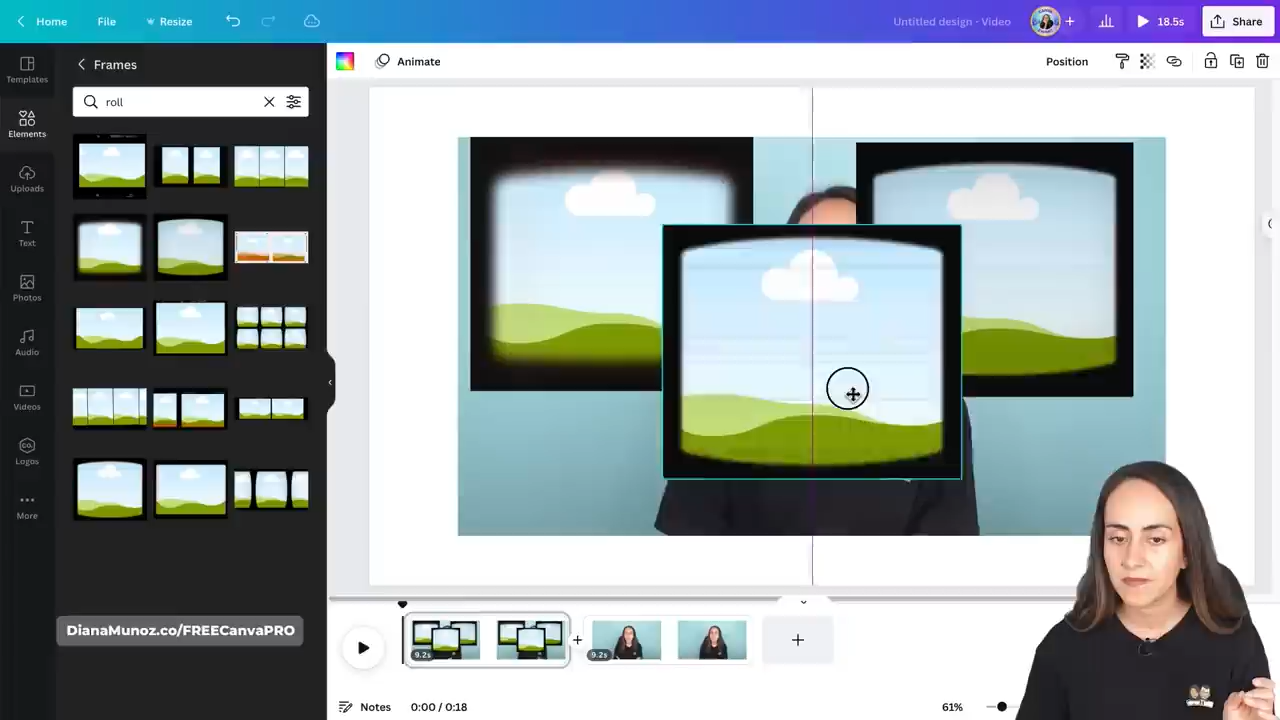 Home
File
Resize
Untitled design - Video
+
18.5s
Share
Templates
Elements
Uploads
Text
Photos
Audio
Videos
CO.
Logos
More
Frames
roll
Animate
Position
DianaMunoz.co/FREECanvaPRO
9.2s
9.2s
Notes
0:00 / 0:18
61%